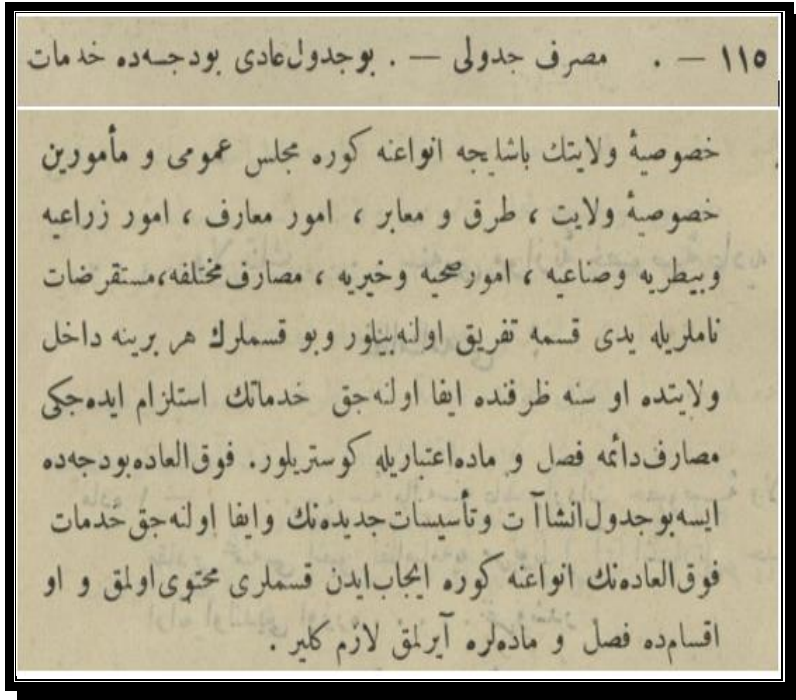 ١١٥ — . مصرف جدولی — . بوجدول عادی بودجه‌ده خدمات
خصوصیهٔ ولایتك باشلیجه انواعنه كوره مجلس عمومی و مأمورین
خصوصیهٔ ولایت ، طرق و معابر ، امور معارف ، امور زراعیه
وبیطریه وصناعیه ، امورصحیه وخیریه ، مصارف مختلفه،مستقرضات
ناملریله یدی قسمه تفریق اولنه‌بیلور وبو قسملرك هر برینه داخل
ولایتده او سنه ظرفنده ایفا اولنه‌جق خدماتك استلزام ایده‌جكی
مصارف‌دائمه فصل و ماده‌اعتباریله كوستریلور. فوق‌العاده‌بودجه‌ده
ایسه‌بوجدول‌انشاآت وتأسیسات‌جدیده‌نك وایفا اولنه‌جق‌خدمات
فوق‌العاده‌نك انواعنه كوره ایجاب‌ایدن قسملری محتوی‌اولمق و او
اقسام‌ده فصل و ماده‌لره آیرلمق لازم كلیر .